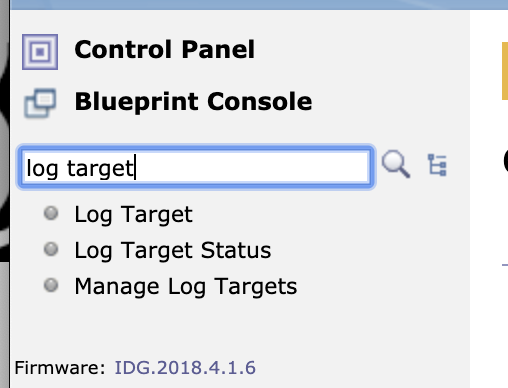 Control Panel
Blueprint Console
log target
Log Target
Log Target Status
Manage Log Targets
Firmware: IDG.2018.4.1.6